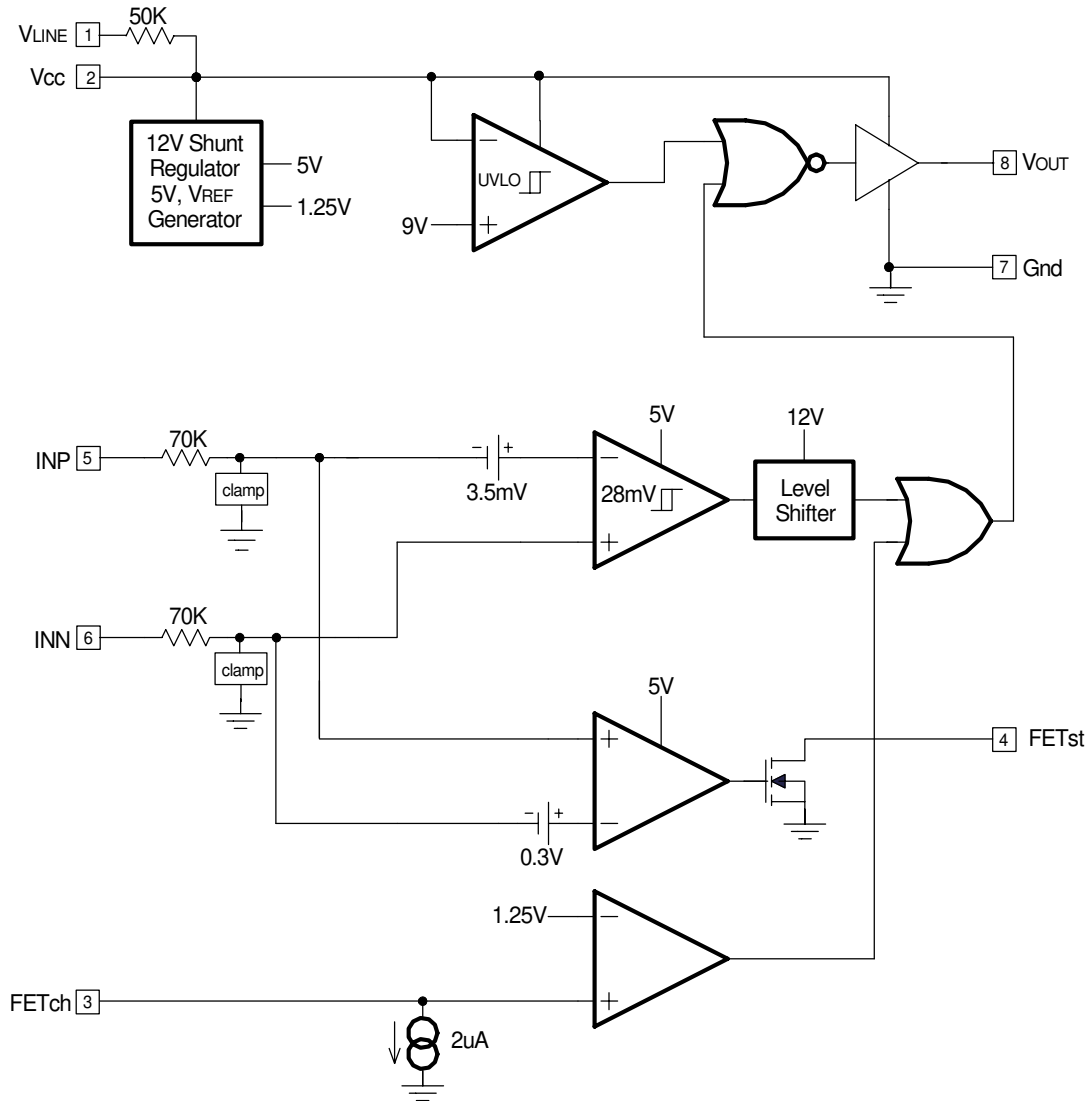 50K
VLINE 1
Vcc 2
12V Shunt
Regulator
5V, VREF
Generator
5V
1.25V
−
UVLO
9V
+
8 VOUT
7 Gnd
5V
12V
INP 5
70K
clamp
− +
3.5mV
−
28mV
+
Level
Shifter
INN 6
70K
clamp
5V
+
− +
0.3V
−
4 FETst
1.25V
−
FETch 3
+
2uA